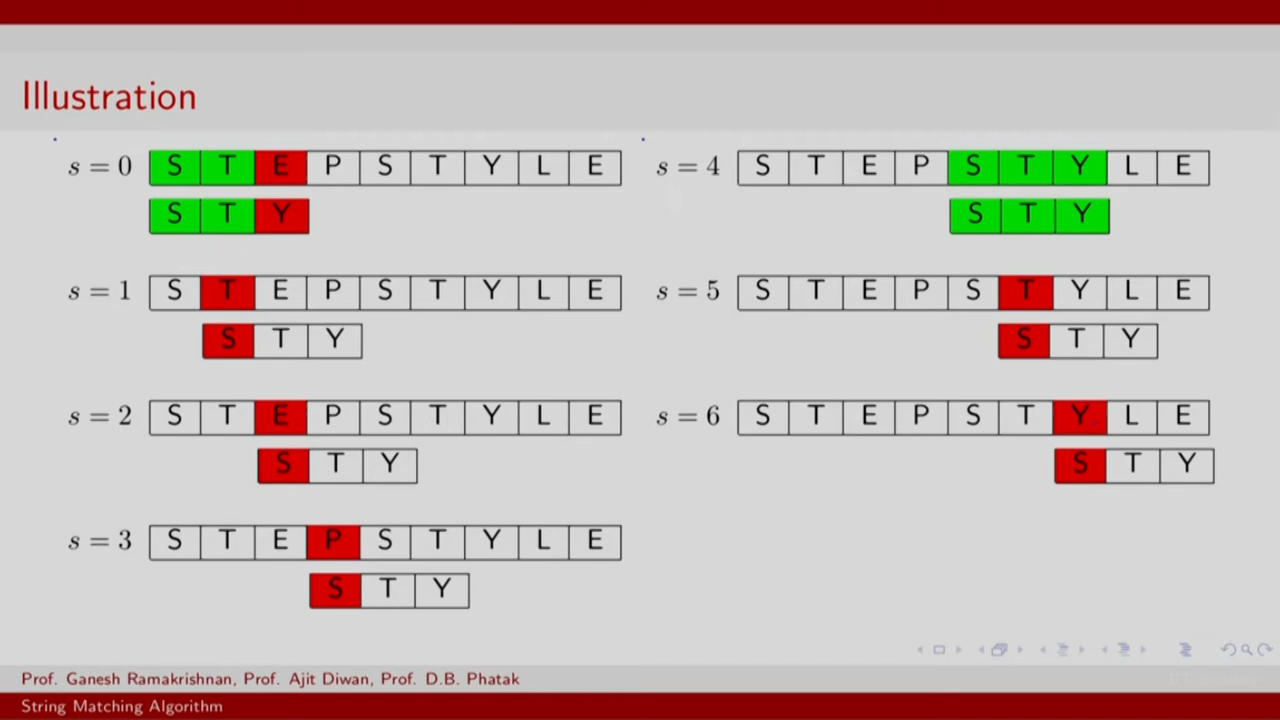 Illustration
s = 0 S T E P S T Y L E
S T Y
s = 1 S T E P S T Y L E
S T Y
s = 2 S T E P S T Y L E
S T Y
s = 3 S T E P S T Y L E
S T Y
s = 4 S T E P S T Y L E
S T Y
s = 5 S T E P S T Y L E
S T Y
s = 6 S T E P S T Y L E
S T Y
Prof. Ganesh Ramakrishnan, Prof. Ajit Diwan, Prof. D.B. Phatak
String Matching Algorithm